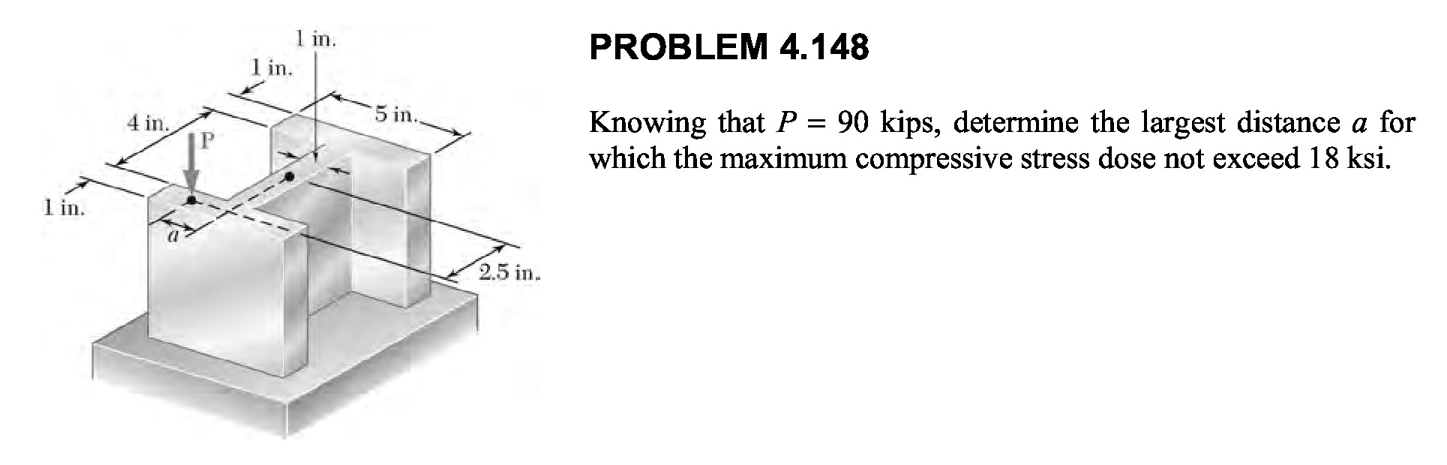 1 in.
1 in.
5 in.
4 in.
P
1 in.
a
2.5 in.
PROBLEM 4.148
Knowing that P = 90 kips, determine the largest distance a for
which the maximum compressive stress dose not exceed 18 ksi.